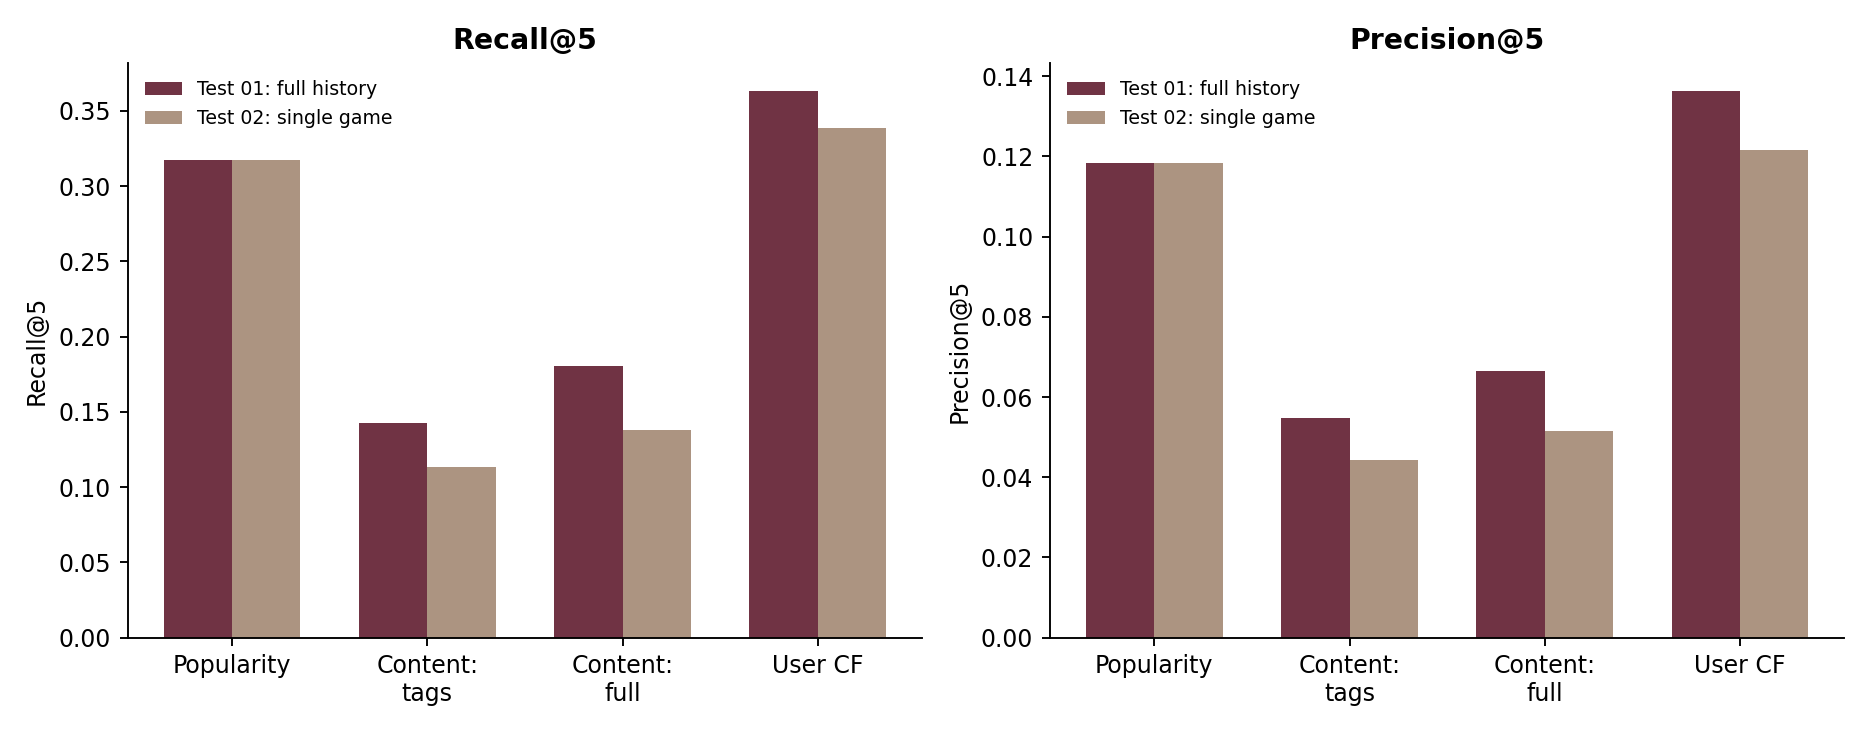 Recall@5
Test 01: full history
Test 02: single game
Recall@5
0.35
0.30
0.25
0.20
0.15
0.10
0.05
0.00
Popularity
Content:
tags
Content:
full
User CF
Precision@5
Test 01: full history
Test 02: single game
Precision@5
0.14
0.12
0.10
0.08
0.06
0.04
0.02
0.00
Popularity
Content:
tags
Content:
full
User CF